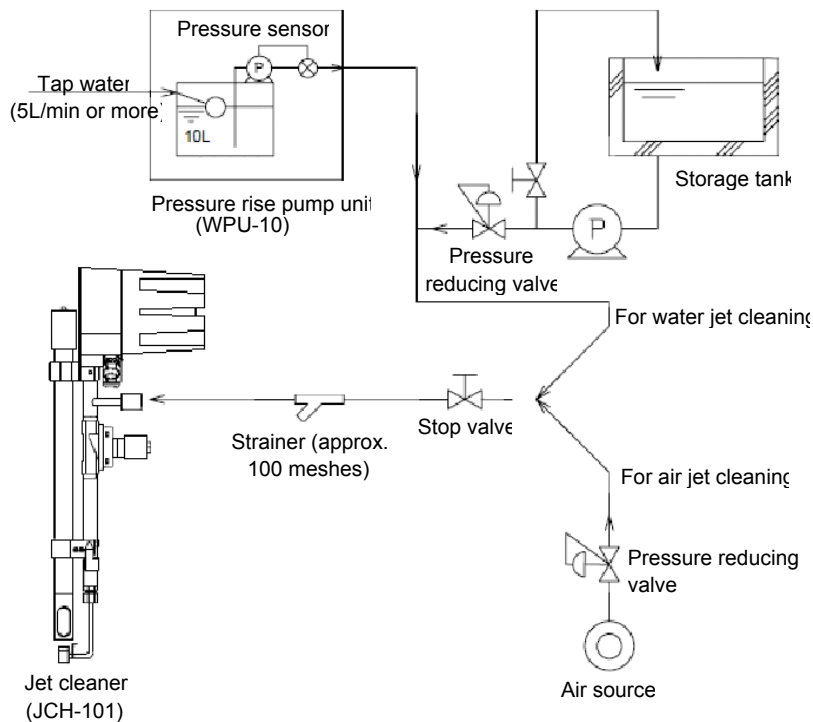 Pressure sensor
Tap water
(5L/min or more)
10L
P
Pressure rise pump unit
(WPU-10)
Storage tank
P
Pressure
reducing valve
For water jet cleaning
Stop valve
Strainer (approx.
100 meshes)
For air jet cleaning
Pressure reducing
valve
Air source
Jet cleaner
(JCH-101)